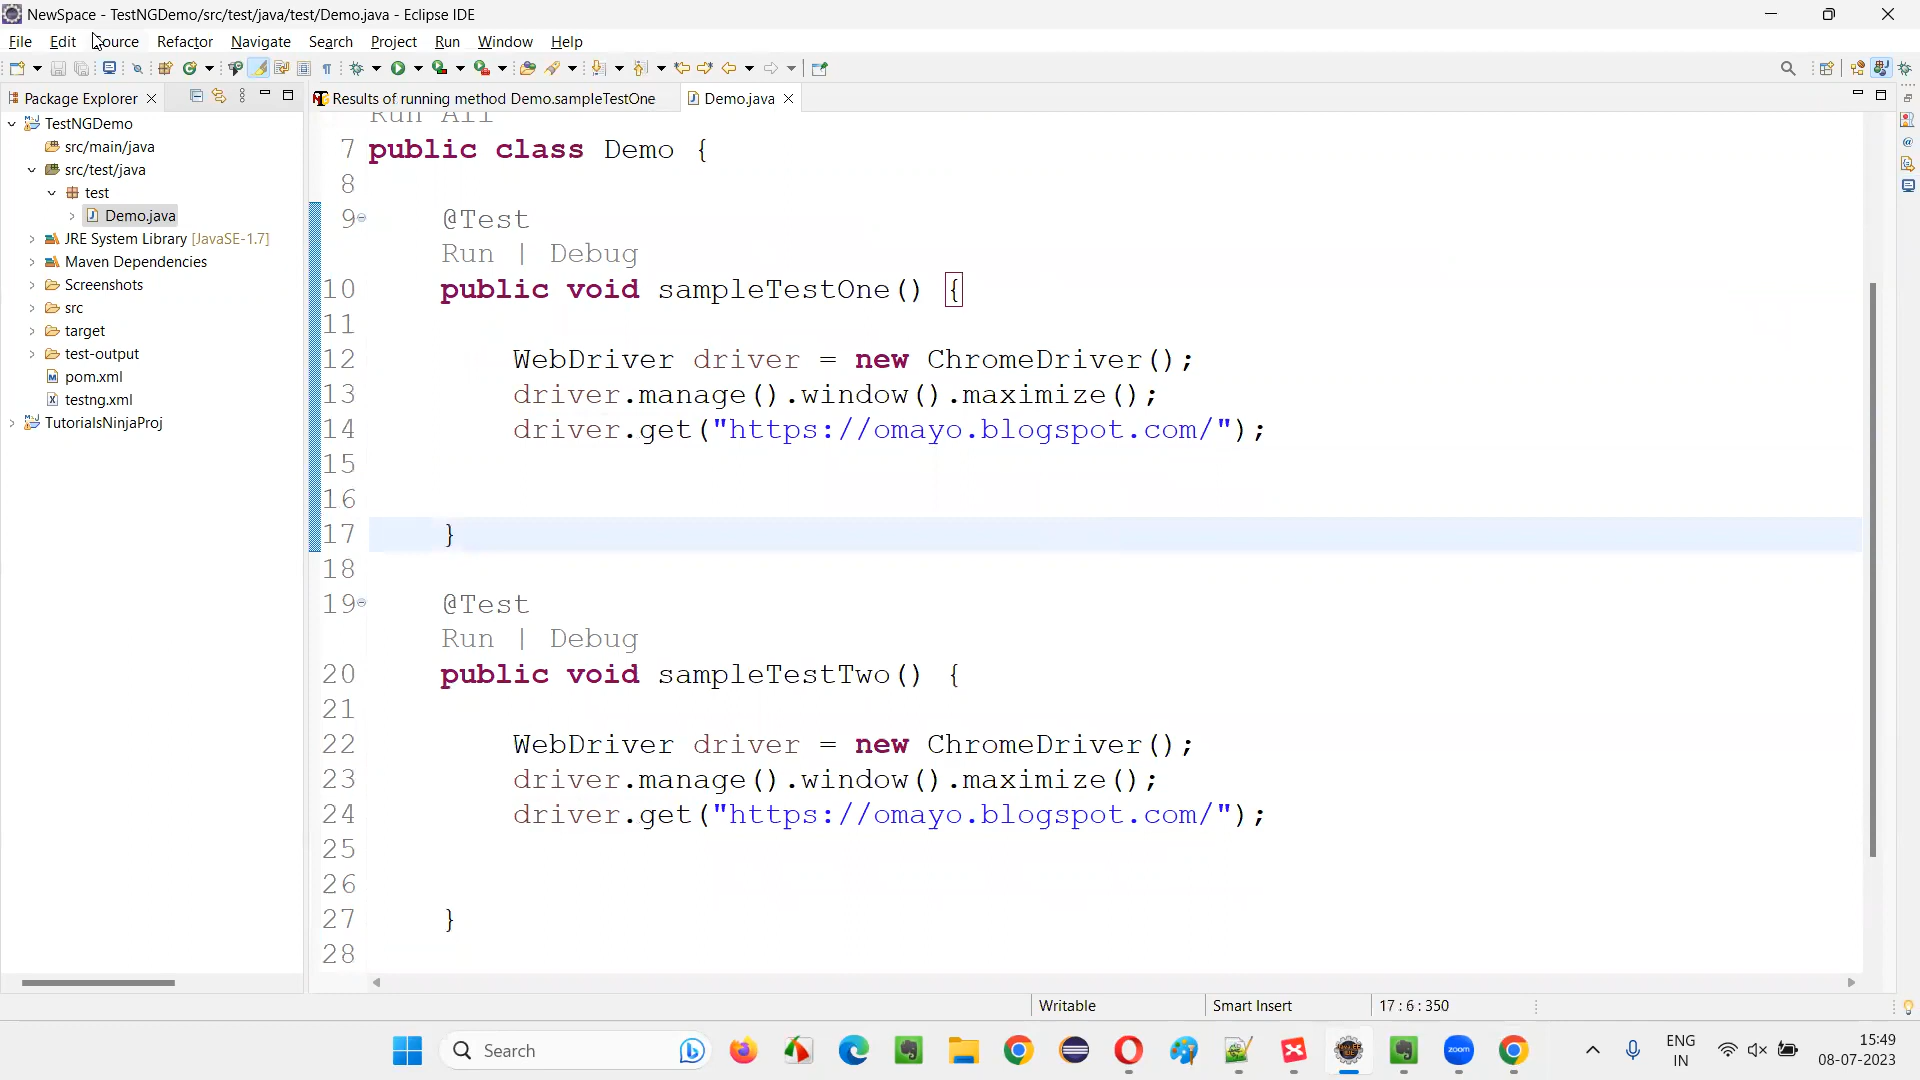 NewSpace - TestNGDemo/src/test/java/test/Demo.java - Eclipse IDE
File Edit Source Refactor Navigate Search Project Run Window Help
Package Explorer
Results of running method Demo.sampleTestOne
Demo.java
TestNGDemo
src/main/java
src/test/java
test
Demo.java
JRE System Library [JavaSE-1.7]
Maven Dependencies
Screenshots
src
target
test-output
pom.xml
testng.xml
TutorialsNinjaProj
Run All
7 public class Demo {
8
9 @Test
Run | Debug
10 public void sampleTestOne() {
11
12 WebDriver driver = new ChromeDriver();
13 driver.manage().window().maximize();
14 driver.get("https://omayo.blogspot.com/");
15
16
17 }
18
19 @Test
Run | Debug
20 public void sampleTestTwo() {
21
22 WebDriver driver = new ChromeDriver();
23 driver.manage().window().maximize();
24 driver.get("https://omayo.blogspot.com/");
25
26
27 }
28
Writable
Smart Insert
17 : 6 : 350
Search
zoom
ENG
IN
15:49
08-07-2023